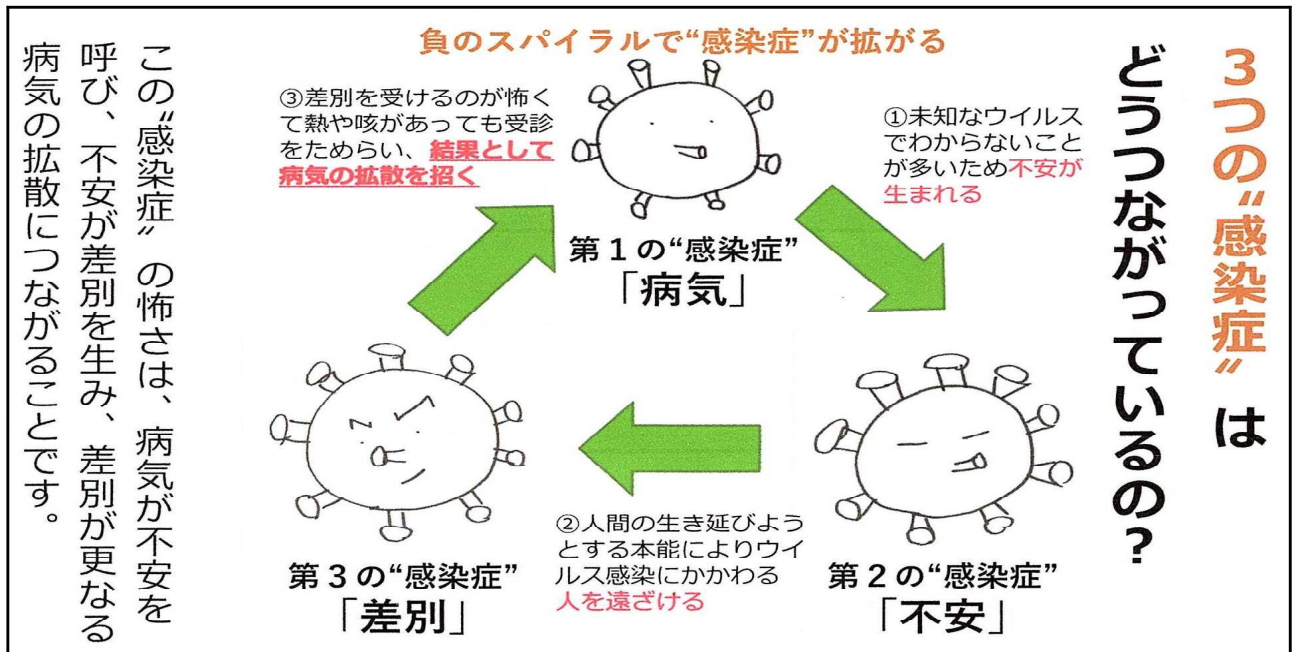 3つの“感染症”は
どうつながっているの?
負のスパイラルで“感染症”が拡がる
①未知なウイルス
でわからないこと
が多いため不安が
生まれる
第1の“感染症”
「病気」
第2の“感染症”
「不安」
②人間の生き延びよう
とする本能によりウイ
ルス感染にかかわる
人を遠ざける
第3の“感染症”
「差別」
③差別を受けるのが怖く
て熱や咳があっても受診
をためらい、結果として
病気の拡散を招く
この“感染症”の怖さは、病気が不安を
呼び、不安が差別を生み、差別が更なる
病気の拡散につながることです。